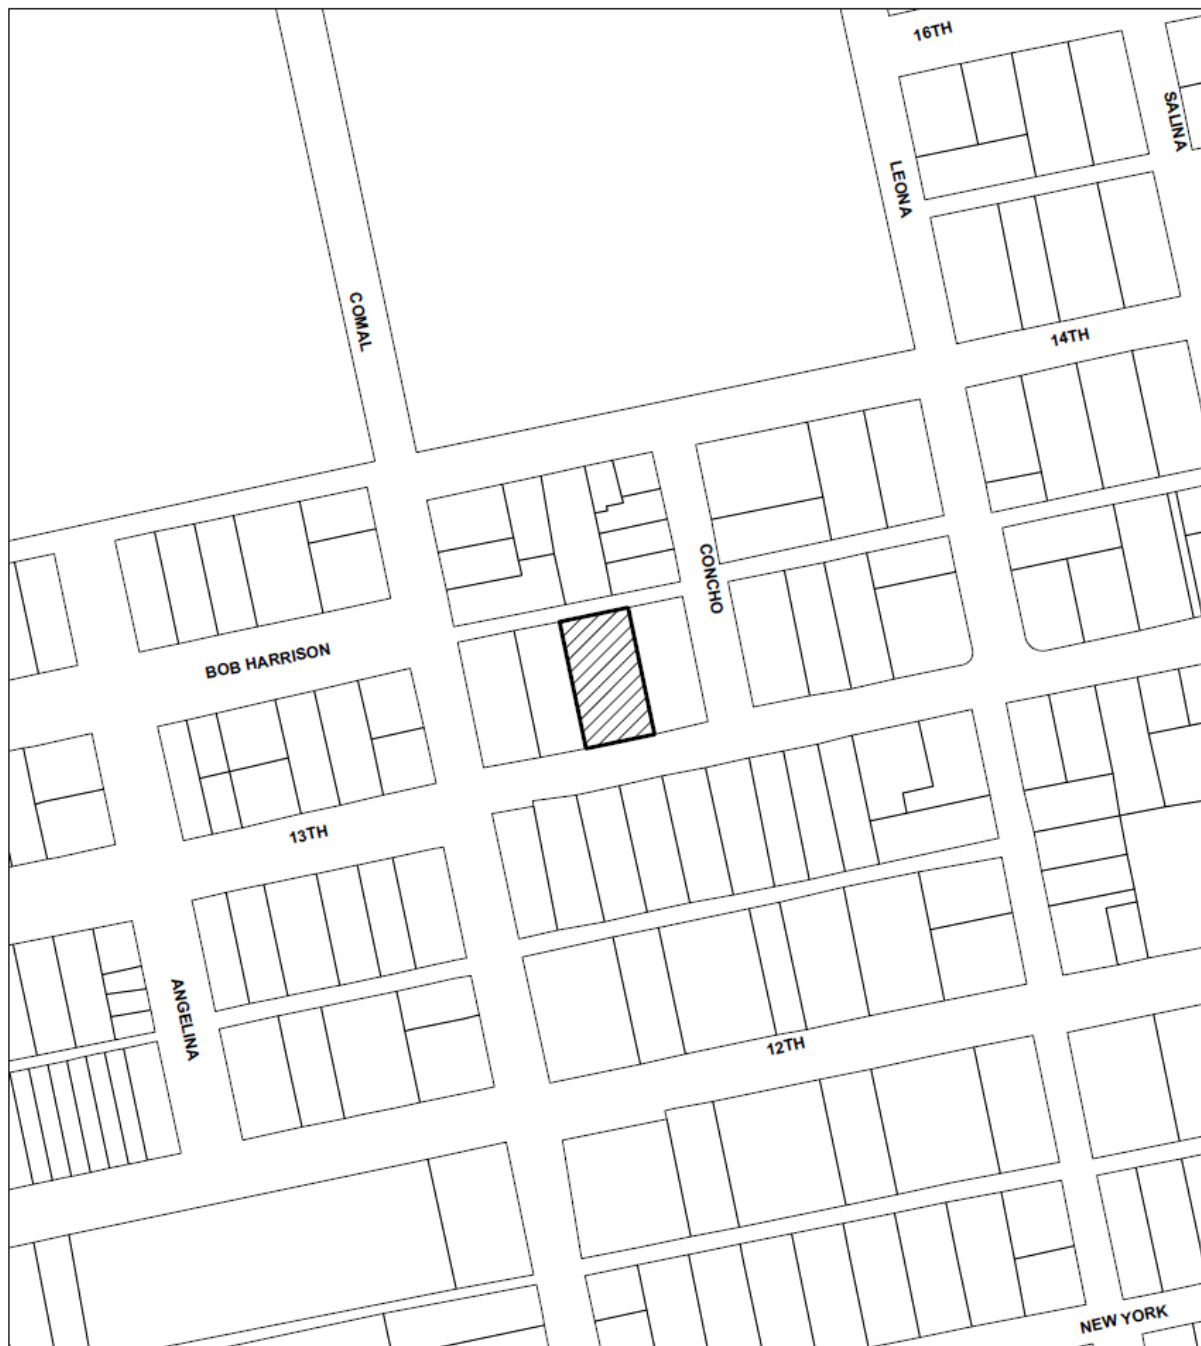 16TH
SALINA
LEONA
COMAL
14TH
CONCHO
BOB HARRISON
13TH
ANGELINA
12TH
NEW YORK